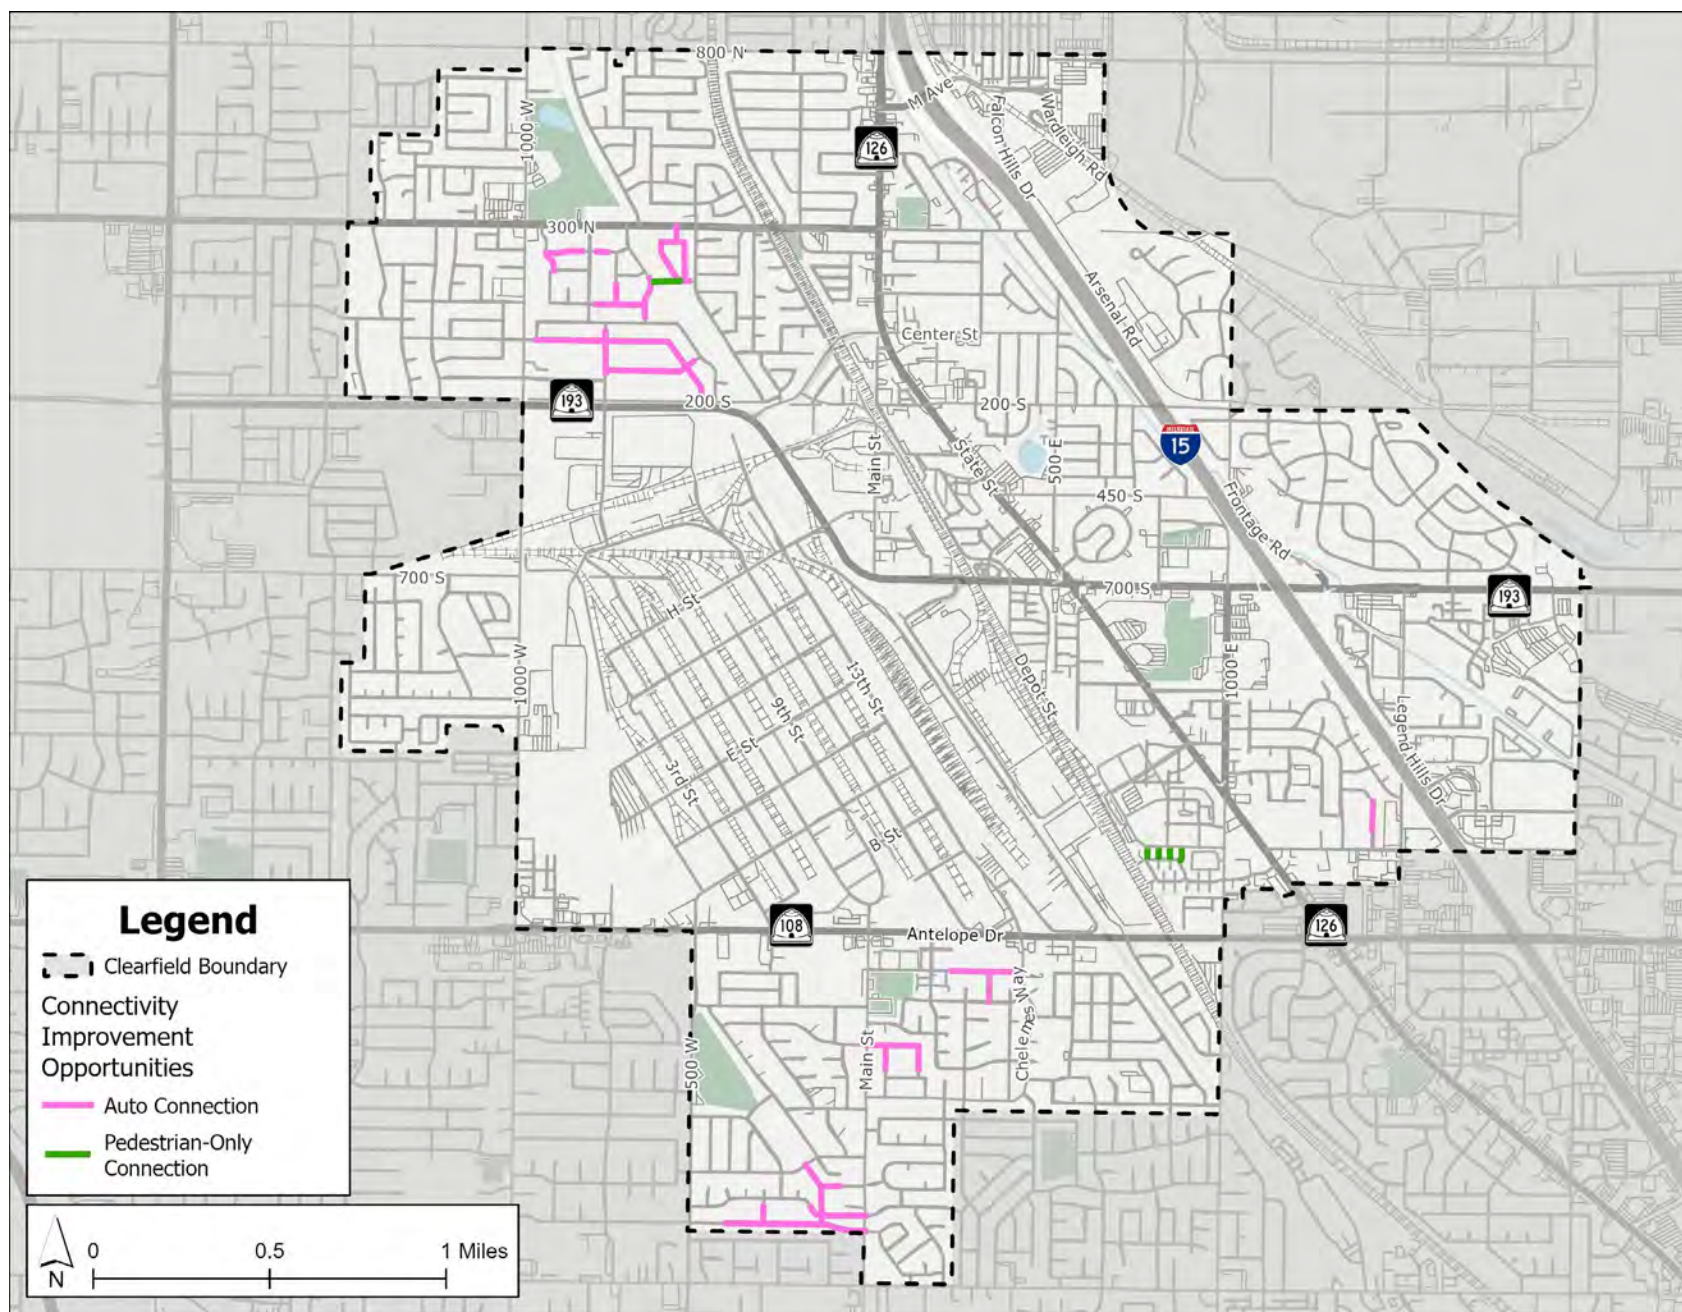 800 N
M Ave
1000 W
126
Falcon Hills Dr
Wardleigh Rd
300 N
Arsenal Rd
Center St
193
200 S
200 S
INTERSTATE
15
Main St
State St
500 E
450 S
Frontage Rd
700 S
700 S
193
H St
1000 W
13th St
Depot St
1000 E
9th St
E St
3rd St
Legend Hills Dr
B St
108
Antelope Dr
126
Chelemes Way
Main St
500 W
Legend
Clearfield Boundary
Connectivity
Improvement
Opportunities
Auto Connection
Pedestrian-Only
Connection
N
0
0.5
1 Miles